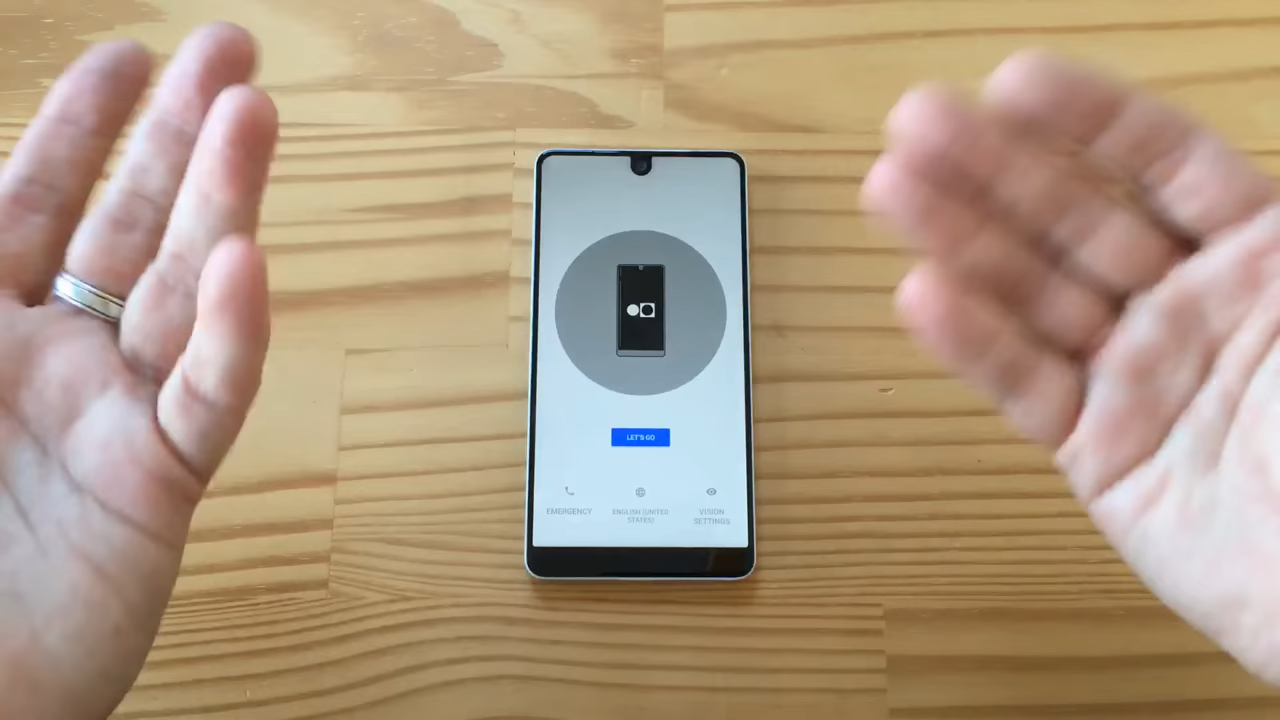 LET'S GO
EMERGENCY
ENGLISH (UNITED
STATES)
VISION
SETTINGS